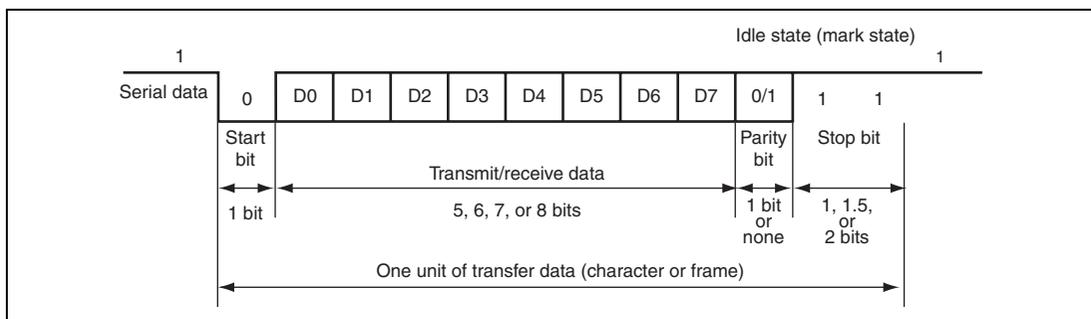 Idle state (mark state)
1
1
Serial data
0
D0
D1
D2
D3
D4
D5
D6
D7
0/1
1
1
Start
bit
Parity
bit
Stop bit
Transmit/receive data
1 bit
5, 6, 7, or 8 bits
1 bit
or
none
1, 1.5,
or
2 bits
One unit of transfer data (character or frame)